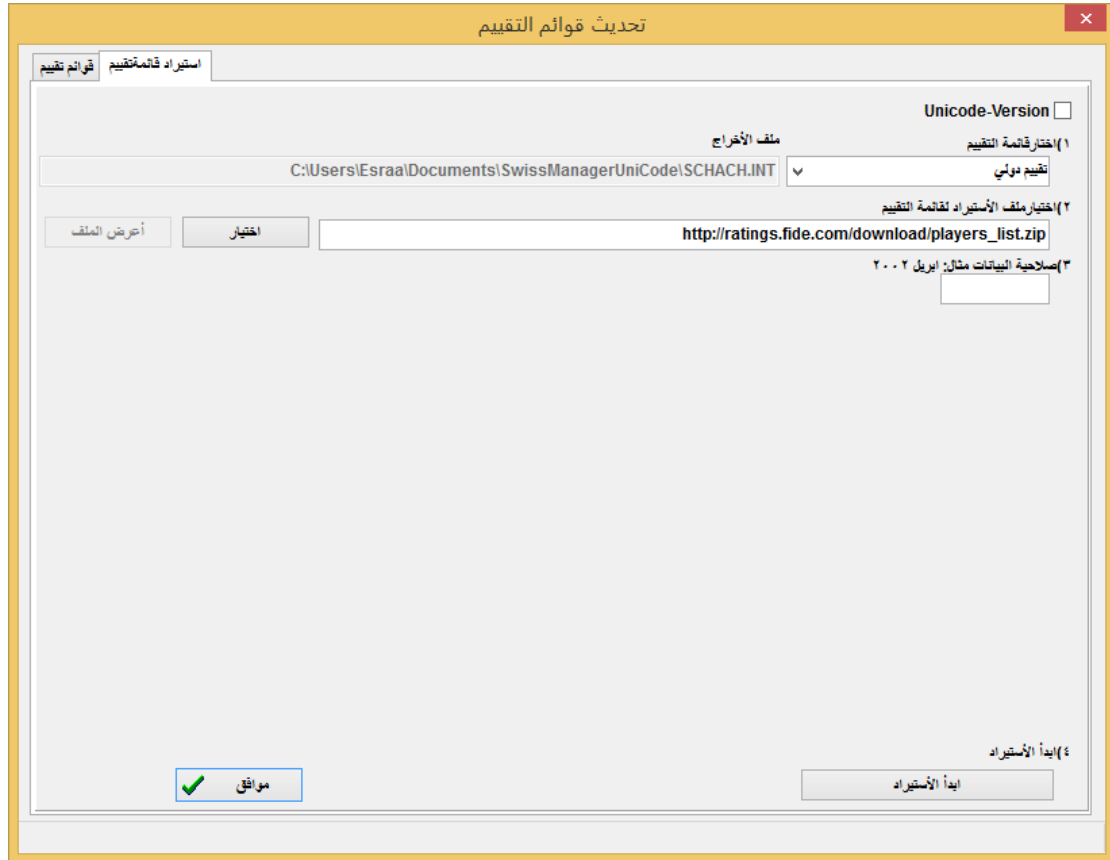 تحديث قوائم التقييم
استيراد قائمةتقييم
قوائم تقييم
Unicode-Version
١)اختارقائمة التقييم
ملف الأخراج
تقييم دولي
C:\Users\Esraa\Documents\SwissManagerUniCode\SCHACH.INT
٢)اختيارملف الأستيراد لقائمة التقييم
http://ratings.fide.com/download/players_list.zip
اختيار
أعرض الملف
٣)صلاحية البيانات مثال: ابريل ٢٠٠٢
٤)ابدأ الأستيراد
ابدأ الأستيراد
موافق